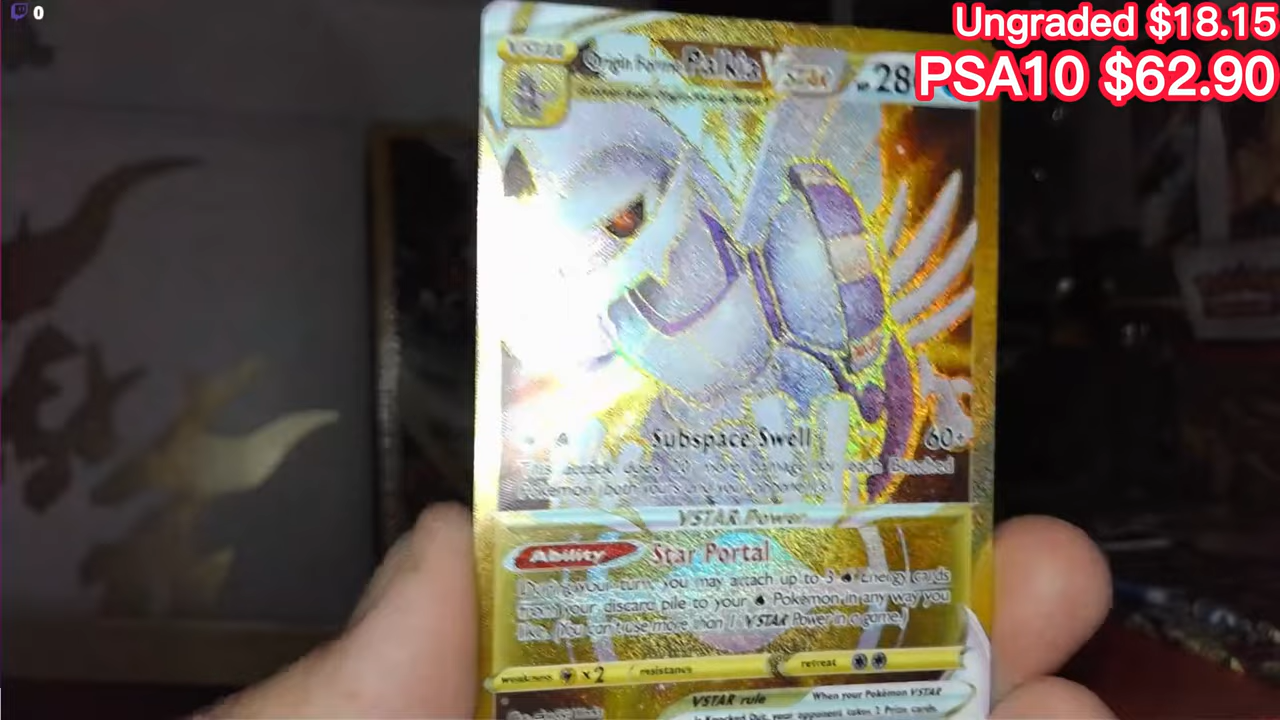 0
Ungraded $18.15
PSA10 $62.90
VSTAR
Origin Forme Palkia VSTAR
28
Subspace Swell 60+
This attack does 20 more damage for each Benched
Pokémon (both yours and your opponent's).
VSTAR Power
Ability Star Portal
During your turn, you may attach up to 3 Energy cards
from your discard pile to your Pokémon in any way you
like. (You can't use more than 1 VSTAR Power in a game.)
weakness ×2 resistance retreat
VSTAR rule When your Pokémon VSTAR
is Knocked Out, your opponent takes 2 Prize cards.